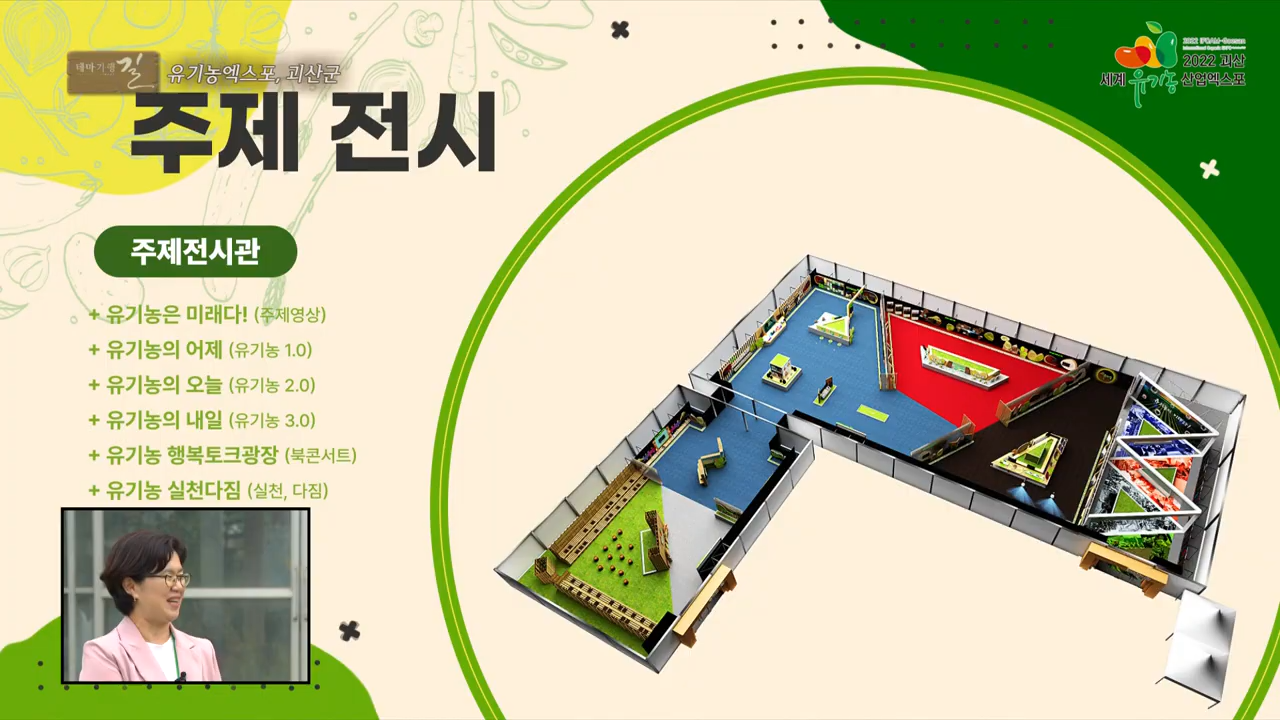 테마기행 길
유기농엑스포, 괴산군
주제 전시
2022 괴산
세계 유기농 산업엑스포
주제전시관
+ 유기농은 미래다! (주제영상)
+ 유기농의 어제 (유기농 1.0)
+ 유기농의 오늘 (유기농 2.0)
+ 유기농의 내일 (유기농 3.0)
+ 유기농 행복토크광장 (북콘서트)
+ 유기농 실천다짐 (실천, 다짐)